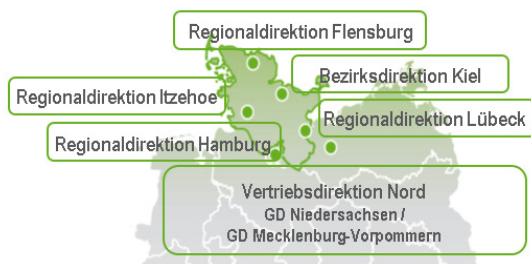 Regionaldirektion Flensburg
Bezirksdirektion Kiel
Regionaldirektion Itzehoe
Regionaldirektion Lübeck
Regionaldirektion Hamburg
Vertriebsdirektion Nord
GD Niedersachsen /
GD Mecklenburg-Vorpommern